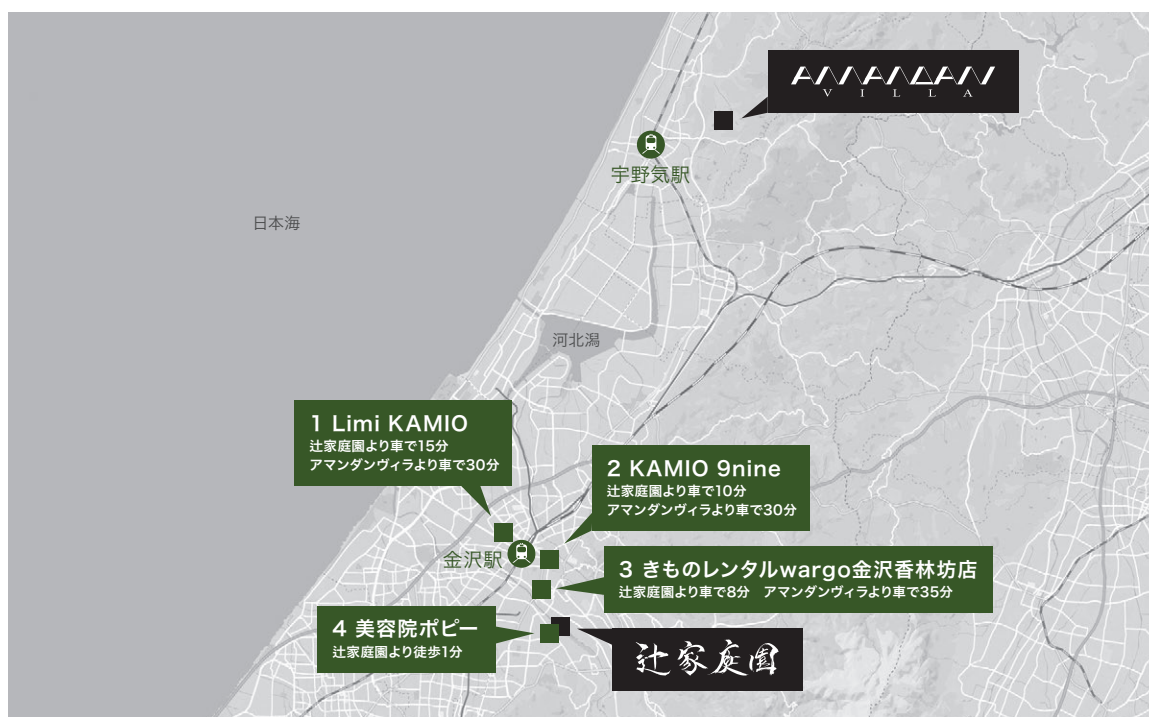 AMANDAN
VILLA
宇野気駅
日本海
河北潟
1 Limi KAMIO
辻家庭園より車で15分
アマンダンヴィラより車で30分
2 KAMIO 9nine
辻家庭園より車で10分
アマンダンヴィラより車で30分
金沢駅
3 きものレンタルwargo金沢香林坊店
辻家庭園より車で8分　アマンダンヴィラより車で35分
4 美容院ポピー
辻家庭園より徒歩1分
辻家庭園